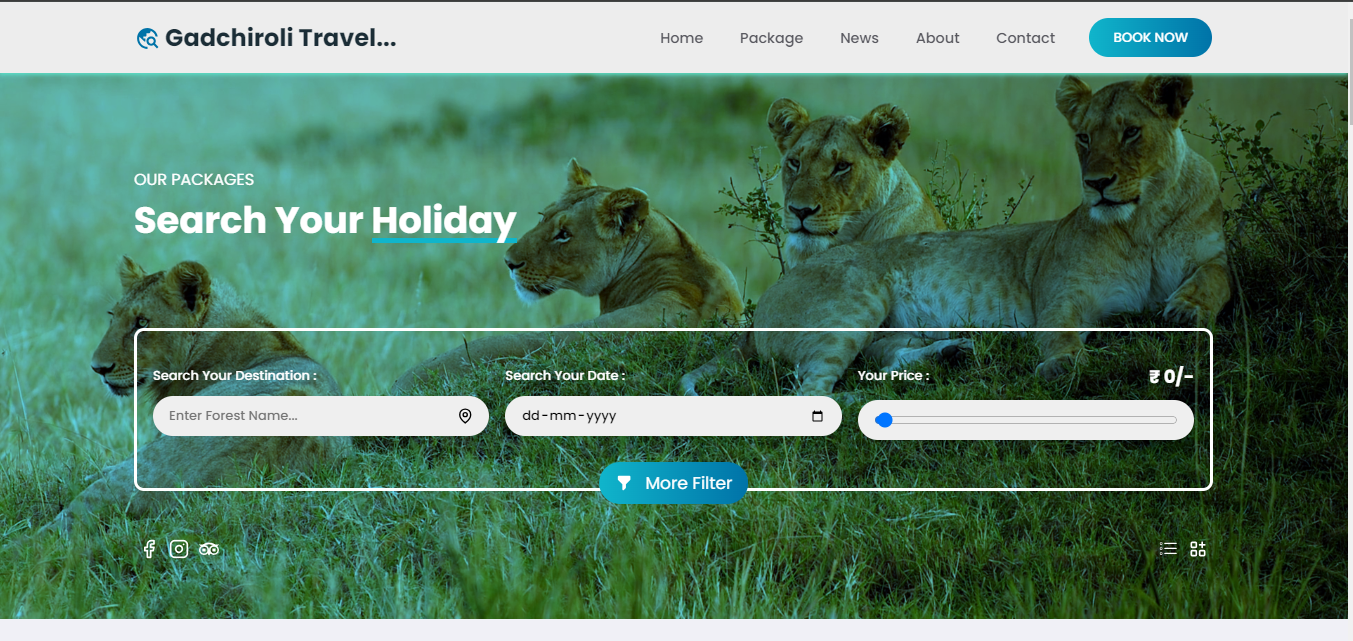 Gadchiroli Travel...
Home Package News About Contact BOOK NOW
OUR PACKAGES
Search Your Holiday
Search Your Destination : Search Your Date : Your Price : ₹ 0/-
Enter Forest Name... dd-mm-yyyy
More Filter